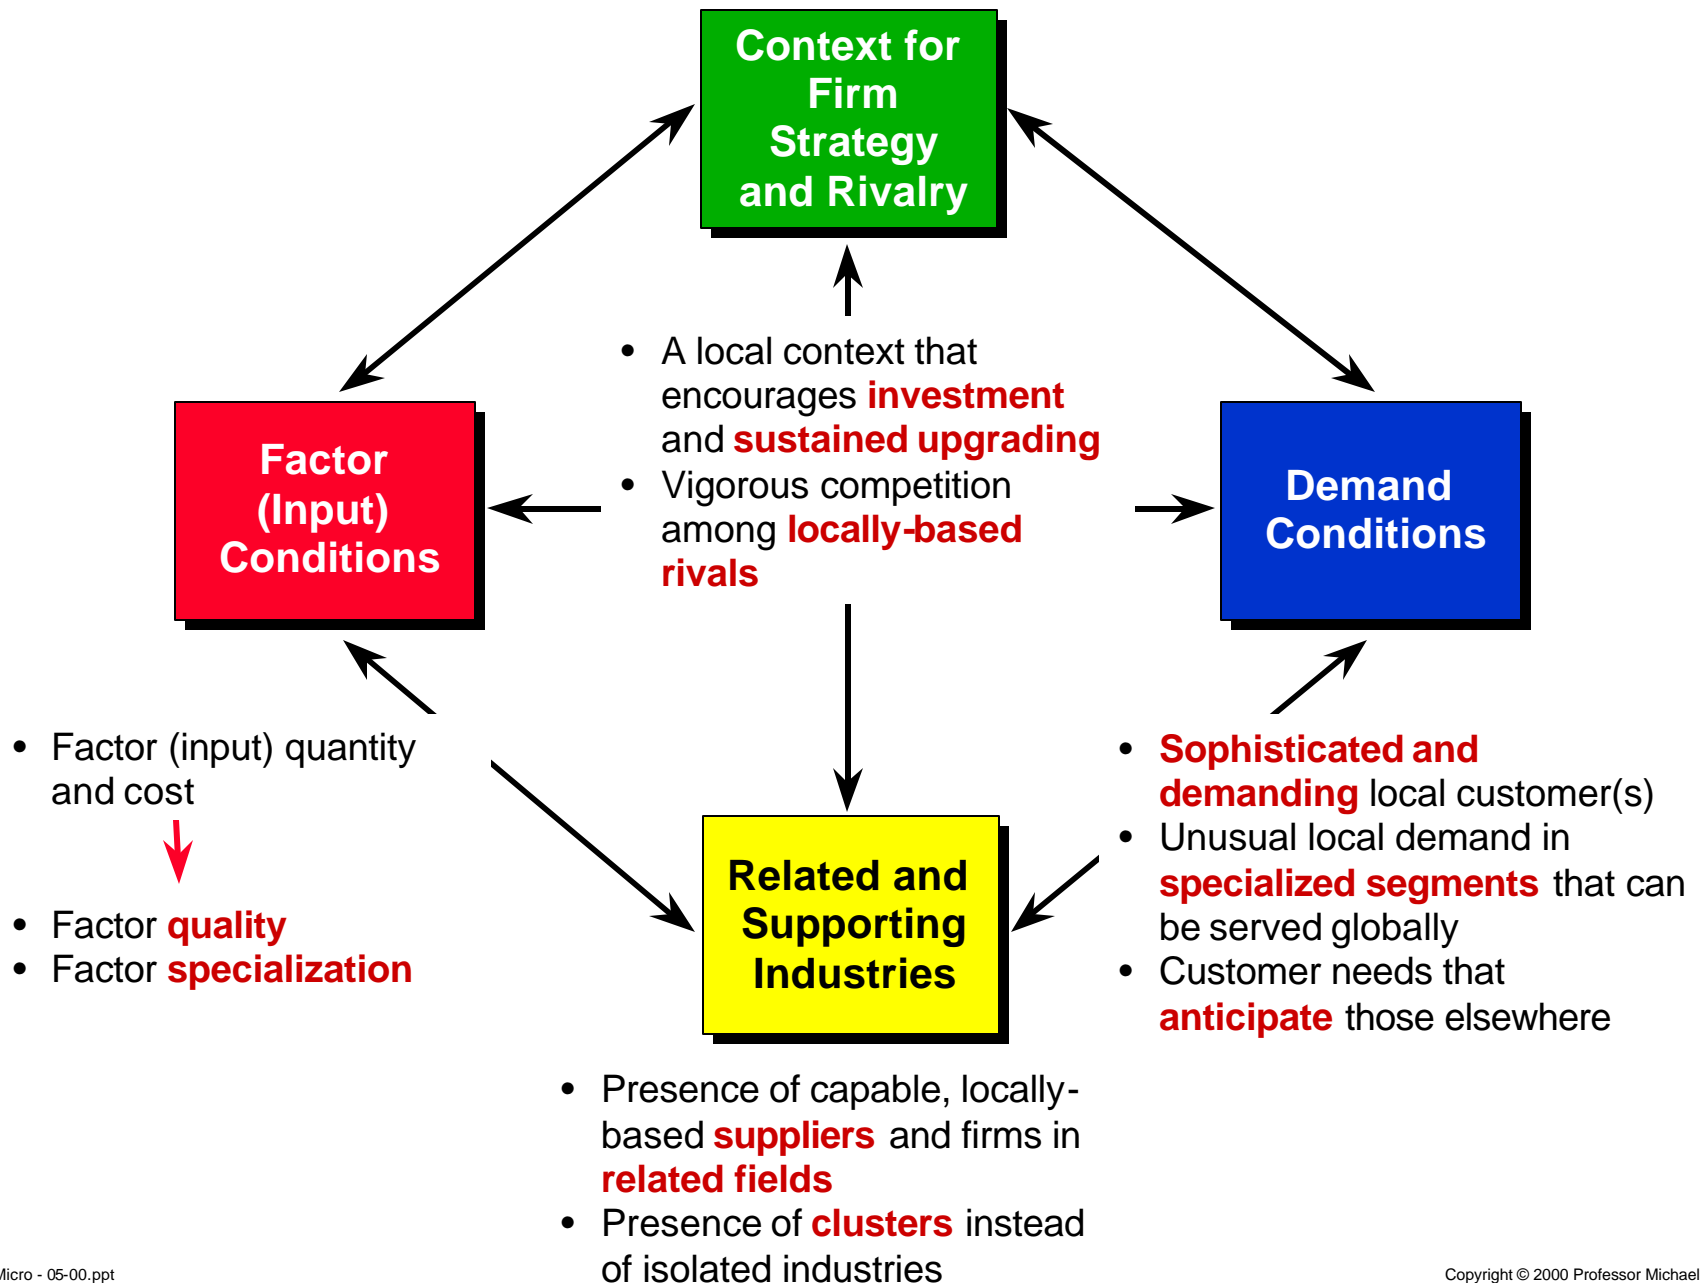 Context for
Firm
Strategy
and Rivalry
• A local context that
encourages investment
and sustained upgrading
• Vigorous competition
among locally-based
rivals
Factor
(Input)
Conditions
Demand
Conditions
• Factor (input) quantity
and cost
• Factor quality
• Factor specialization
Related and
Supporting
Industries
• Sophisticated and
demanding local customer(s)
• Unusual local demand in
specialized segments that can
be served globally
• Customer needs that
anticipate those elsewhere
• Presence of capable, locally-
based suppliers and firms in
related fields
• Presence of clusters instead
of isolated industries
Micro - 05-00.ppt
Copyright © 2000 Professor Michael